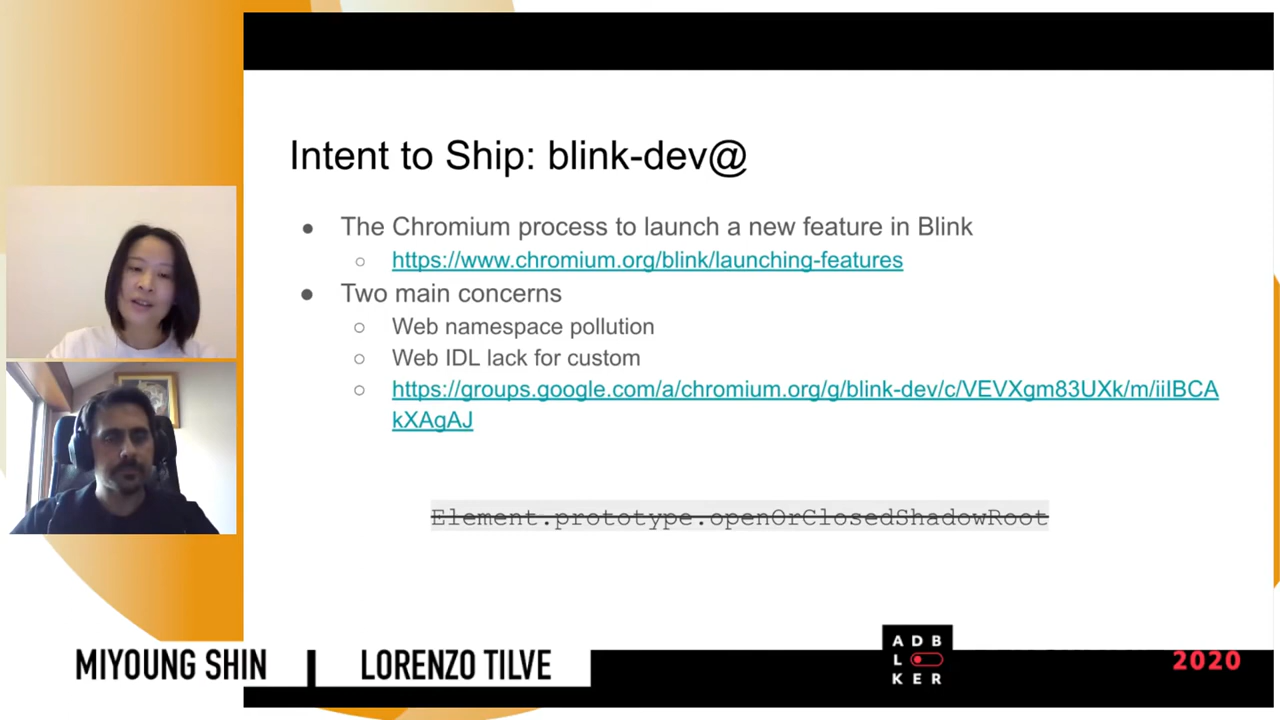 Intent to Ship: blink-dev@
● The Chromium process to launch a new feature in Blink
○ https://www.chromium.org/blink/launching-features
● Two main concerns
○ Web namespace pollution
○ Web IDL lack for custom
○ https://groups.google.com/a/chromium.org/g/blink-dev/c/VEVXgm83UXk/m/iiIBCA
kXAgAJ
Element.prototype.openOrClosedShadowRoot
MIYOUNG SHIN | LORENZO TILVE
ADB
L
KER
2020